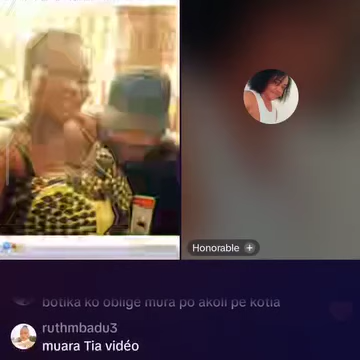 Honorable +
botika ko oblige mura po akoli pe kotia
ruthmbadu3
muara Tia vidéo